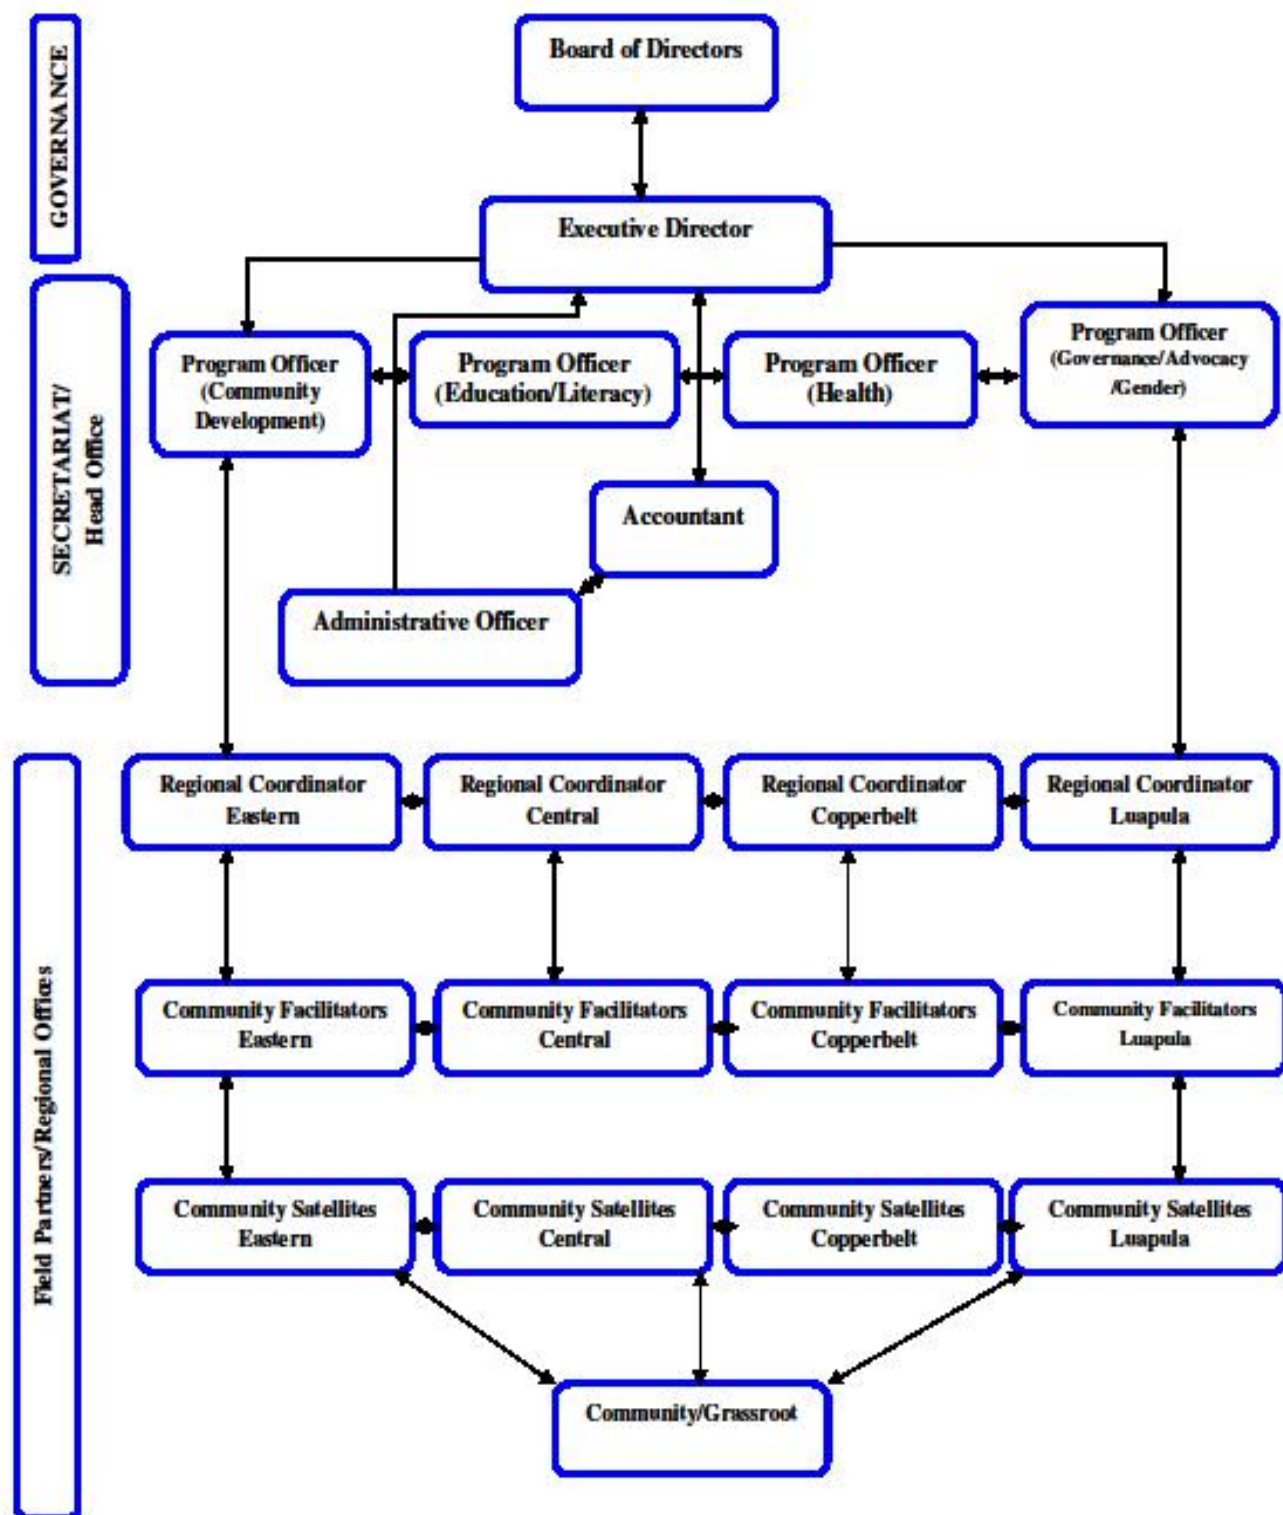 GOVERNANCE
Board of Directors
Executive Director
SECRETARIAT/
Head Office
Program Officer
(Community
Development)
Program Officer
(Education/Literacy)
Program Officer
(Health)
Program Officer
(Governance/Advocacy
/Gender)
Accountant
Administrative Officer
Field Partners/Regional Offices
Regional Coordinator
Eastern
Regional Coordinator
Central
Regional Coordinator
Copperbelt
Regional Coordinator
Luapula
Community Facilitators
Eastern
Community Facilitators
Central
Community Facilitators
Copperbelt
Community Facilitators
Luapula
Community Satellites
Eastern
Community Satellites
Central
Community Satellites
Copperbelt
Community Satellites
Luapula
Community/Grassroot